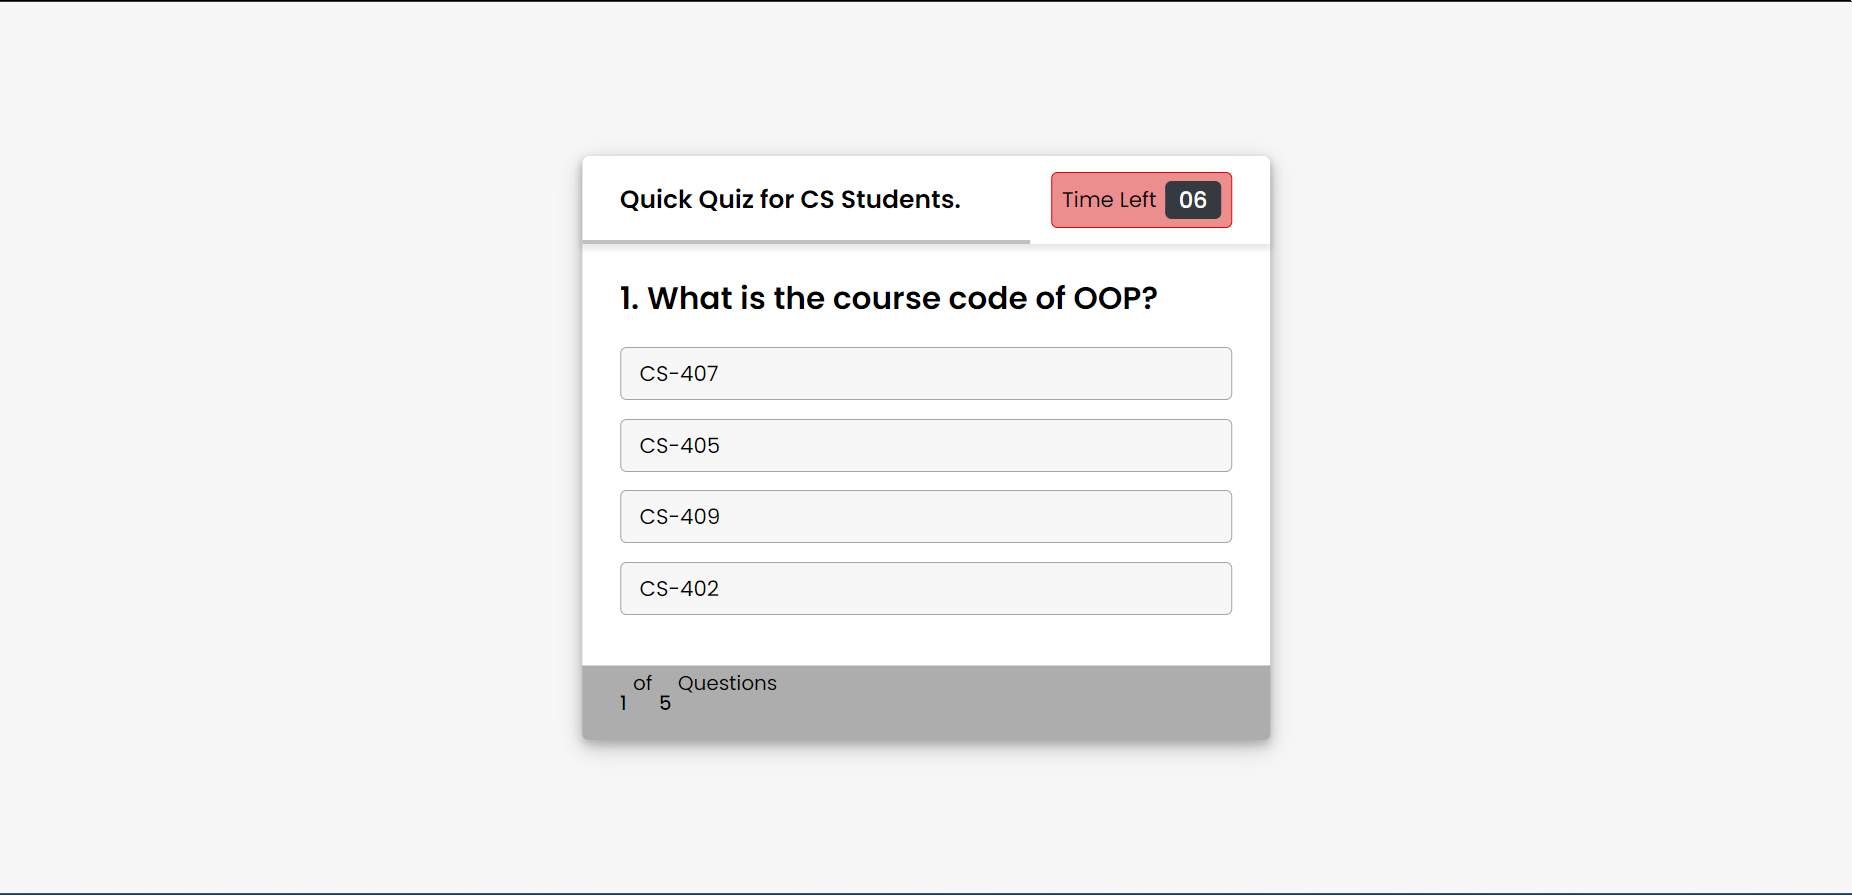 Quick Quiz for CS Students.
Time Left 06
1. What is the course code of OOP?
CS-407
CS-405
CS-409
CS-402
1 of 5 Questions